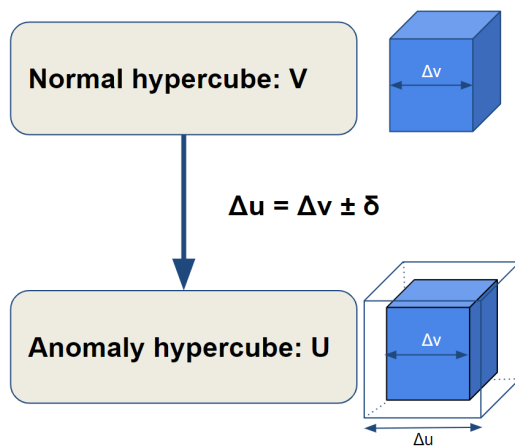 Normal hypercube: V
Δv
Δu = Δv ± δ
Anomaly hypercube: U
Δv
Δu